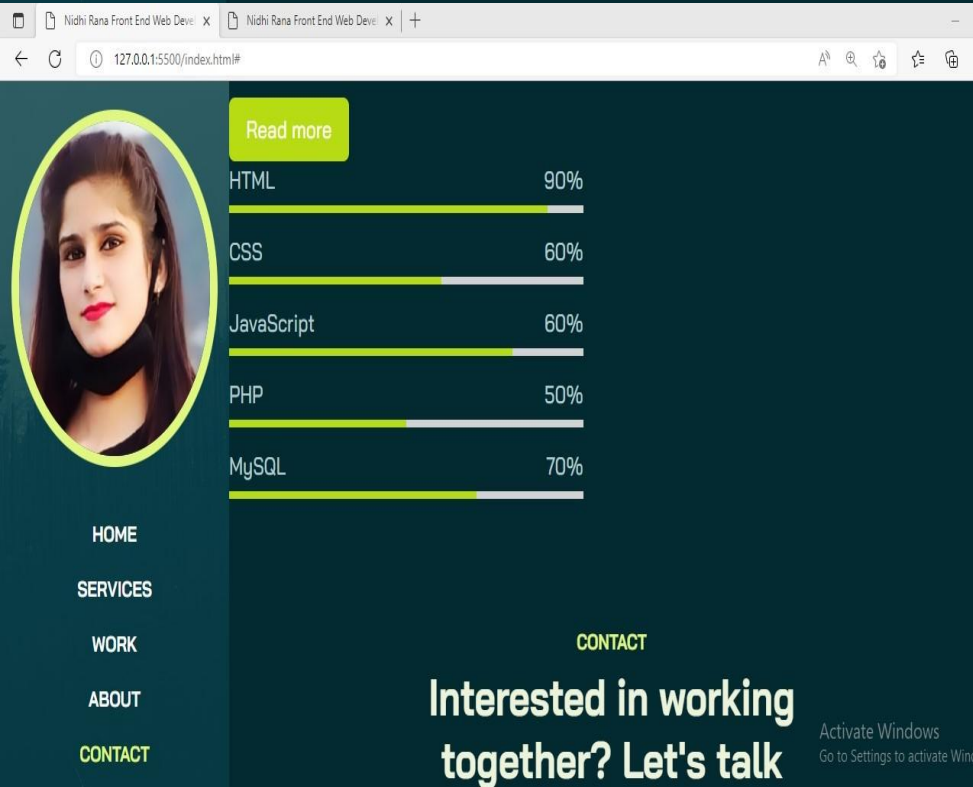 Nidhi Rana Front End Web Deve
Nidhi Rana Front End Web Devel
127.0.0.1:5500/index.html#
Read more
HTML 90%
CSS 60%
JavaScript 60%
PHP 50%
MySQL 70%
HOME
SERVICES
WORK
ABOUT
CONTACT
CONTACT
Interested in working
together? Let's talk
Activate Windows
Go to Settings to activate Win